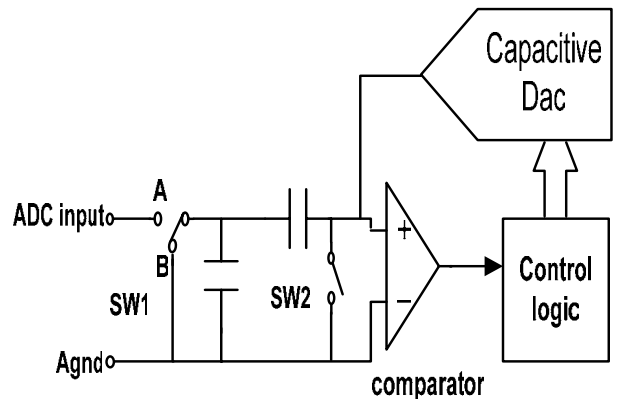 Capacitive
Dac
A
ADC input
B
SW1
SW2
+
−
Control
logic
Agnd
comparator